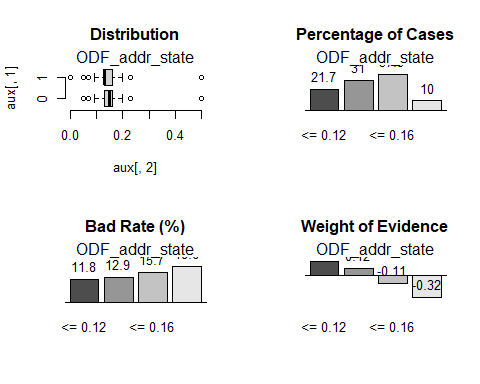 Distribution
ODF_addr_state
aux[, 1]
1
0
0.0 0.2 0.4
aux[, 2]
Percentage of Cases
ODF_addr_state
21.7 31 10
<= 0.12 <= 0.16
Bad Rate (%)
ODF_addr_state
11.8 12.9 15.7
<= 0.12 <= 0.16
Weight of Evidence
ODF_addr_state
-0.11
-0.32
<= 0.12 <= 0.16